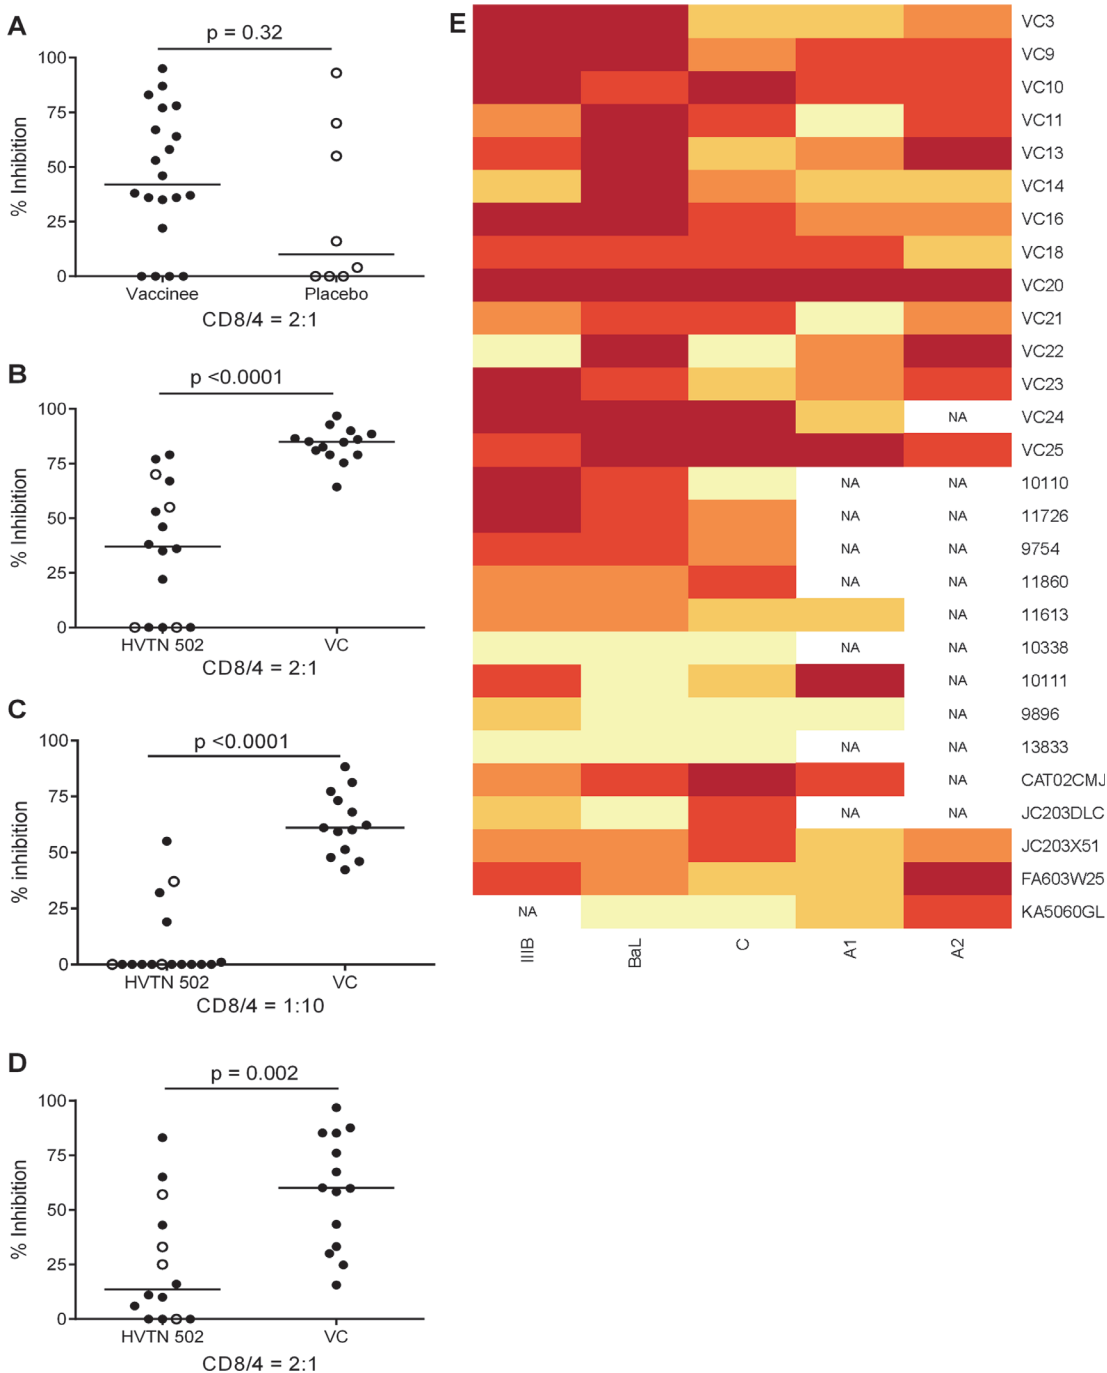 A
p = 0.32
100
75
50
25
0
% Inhibition
Vaccinee
Placebo
CD8/4 = 2:1
B
p <0.0001
100
75
50
25
0
% Inhibition
HVTN 502
VC
CD8/4 = 2:1
C
p <0.0001
100
75
50
25
0
% inhibition
HVTN 502
VC
CD8/4 = 1:10
D
p = 0.002
100
75
50
25
0
% Inhibition
HVTN 502
VC
CD8/4 = 2:1
E
VC3
VC9
VC10
VC11
VC13
VC14
VC16
VC18
VC20
VC21
VC22
VC23
NA VC24
VC25
NA NA 10110
NA NA 11726
NA NA 9754
NA NA 11860
NA 11613
NA NA 10338
NA 10111
NA 9896
NA NA 13833
NA CAT02CMJ
NA NA JC203DLC
JC203X51
FA603W25
NA KA5060GL
IIIB BaL C A1 A2